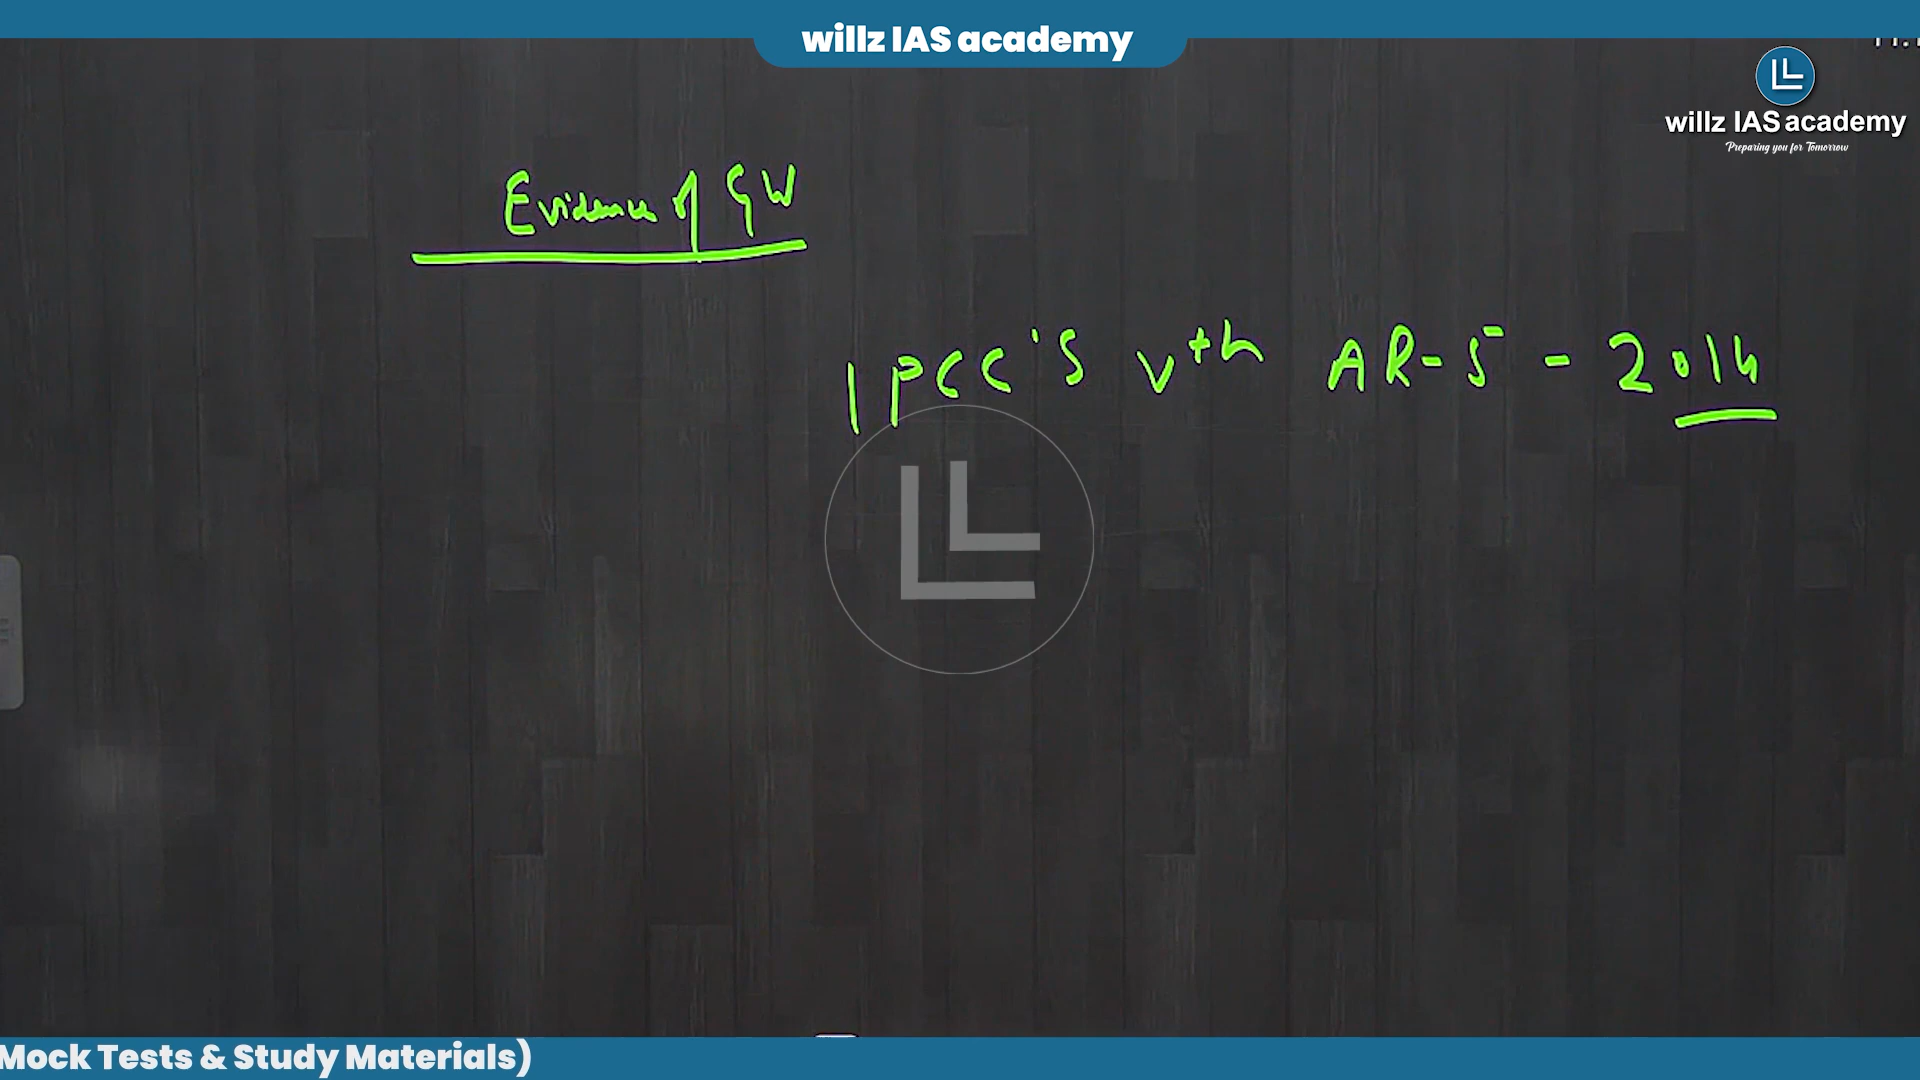 willz IAS academy
willz IAS academy
Preparing you for Tomorrow
Evidence of GW
IPCC'S Vth AR-5 - 2014
Mock Tests & Study Materials)